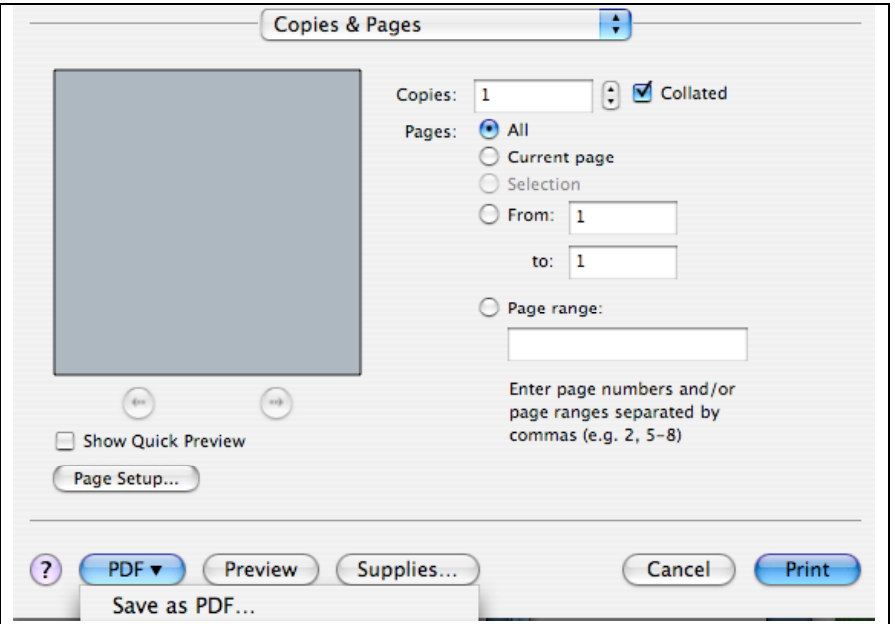 Copies & Pages
Copies: 1 Collated
Pages: All
Current page
Selection
From: 1
to: 1
Page range:
Enter page numbers and/or
page ranges separated by
commas (e.g. 2, 5–8)
Show Quick Preview
Page Setup...
? PDF ▼ Preview Supplies... Cancel Print
Save as PDF...